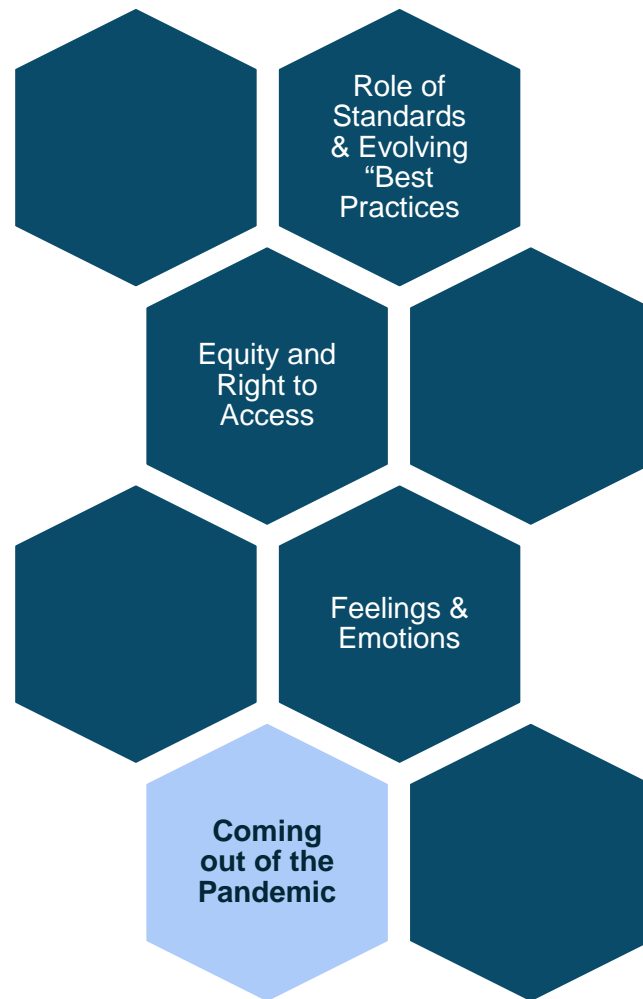 Role of
Standards
& Evolving
“Best
Practices
Equity and
Right to
Access
Feelings &
Emotions
Coming
out of the
Pandemic